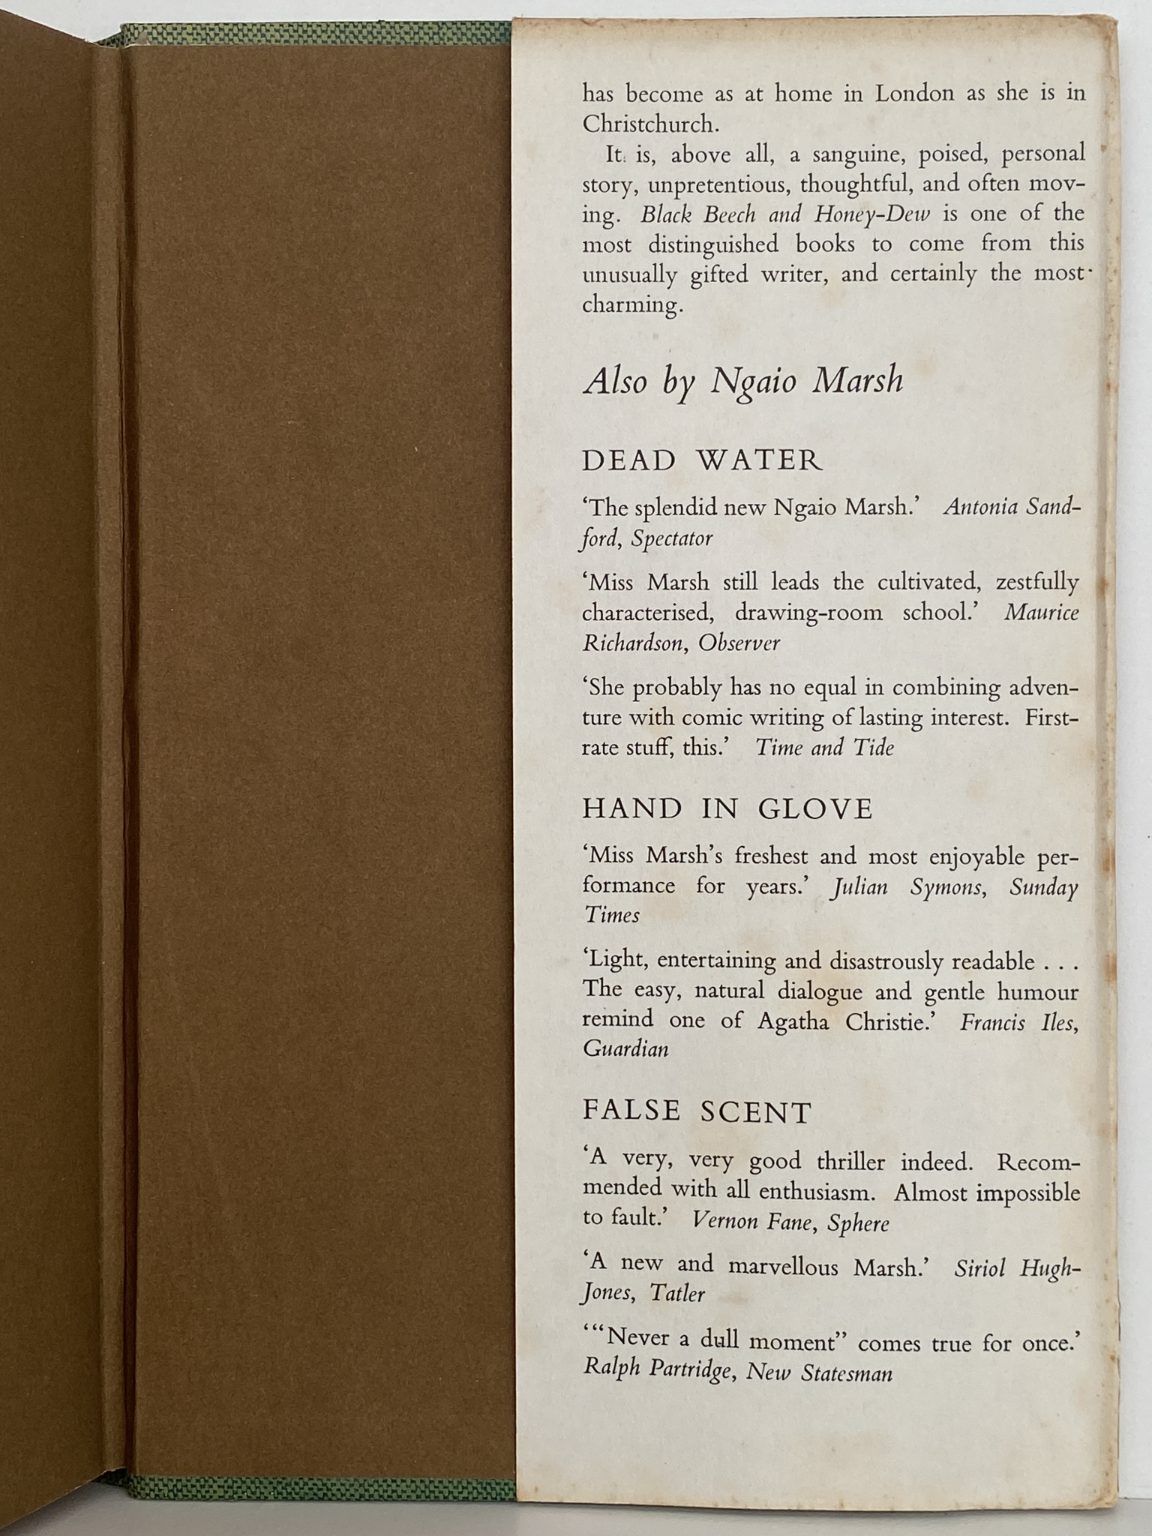 has become as at home in London as she is in
Christchurch.
It is, above all, a sanguine, poised, personal
story, unpretentious, thoughtful, and often mov-
ing. Black Beech and Honey-Dew is one of the
most distinguished books to come from this
unusually gifted writer, and certainly the most
charming.
Also by Ngaio Marsh
DEAD WATER
‘The splendid new Ngaio Marsh.’ Antonia Sand-
ford, Spectator
‘Miss Marsh still leads the cultivated, zestfully
characterised, drawing-room school.’ Maurice
Richardson, Observer
‘She probably has no equal in combining adven-
ture with comic writing of lasting interest. First-
rate stuff, this.’ Time and Tide
HAND IN GLOVE
‘Miss Marsh’s freshest and most enjoyable per-
formance for years.’ Julian Symons, Sunday
Times
‘Light, entertaining and disastrously readable . . .
The easy, natural dialogue and gentle humour
remind one of Agatha Christie.’ Francis Iles,
Guardian
FALSE SCENT
‘A very, very good thriller indeed. Recom-
mended with all enthusiasm. Almost impossible
to fault.’ Vernon Fane, Sphere
‘A new and marvellous Marsh.’ Siriol Hugh-
Jones, Tatler
‘“Never a dull moment” comes true for once.’
Ralph Partridge, New Statesman